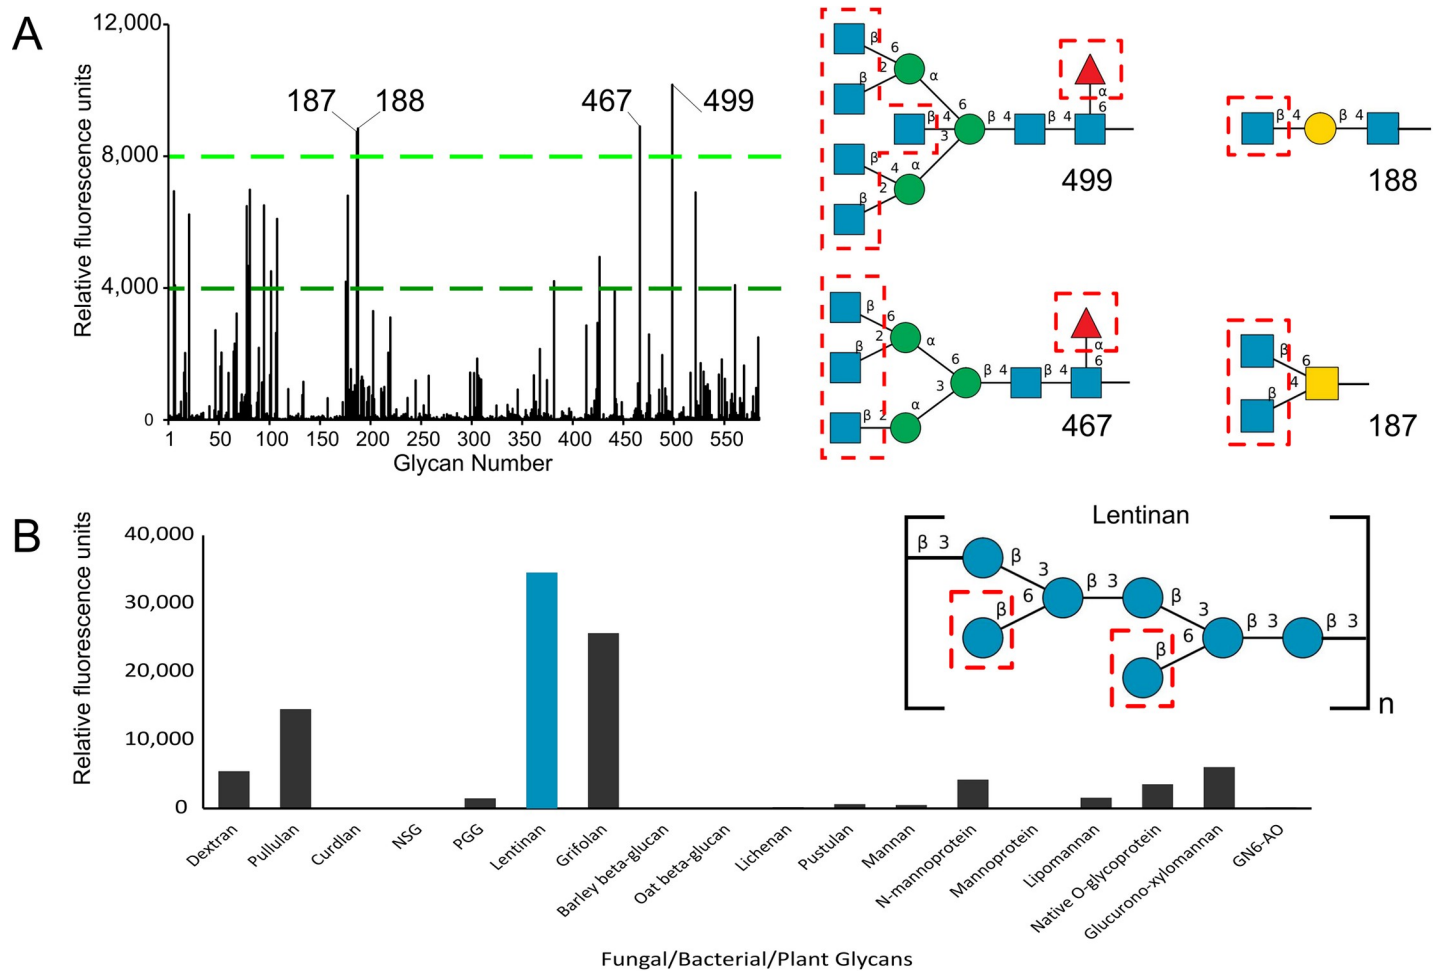 A
Relative fluorescence units
12,000
8,000
4,000
0
187 188 467 499
1 50 100 150 200 250 300 350 400 450 500 550
Glycan Number
β 6
β 2
α
β 4
6
3
β 4 β 4
α
6
β 4
β 2
α
499
β 4 β 4
188
β 6
β 2
α
6
3
β 4 β 4
α
6
β 2 α
467
β 6
β 4
187
B
Relative fluorescence units
40,000
30,000
20,000
10,000
0
Lentinan
β 3
β 3
β 6
β 3
β 3
β 6
β 3
β 3
n
Dextran
Pullulan
Curdlan
NSG
PGG
Lentinan
Grifolan
Barley beta-glucan
Oat beta-glucan
Lichenan
Pustulan
Mannan
N-mannoprotein
Mannoprotein
Lipomannan
Native O-glycoprotein
Glucurono-xylomannan
GN6-AO
Fungal/Bacterial/Plant Glycans